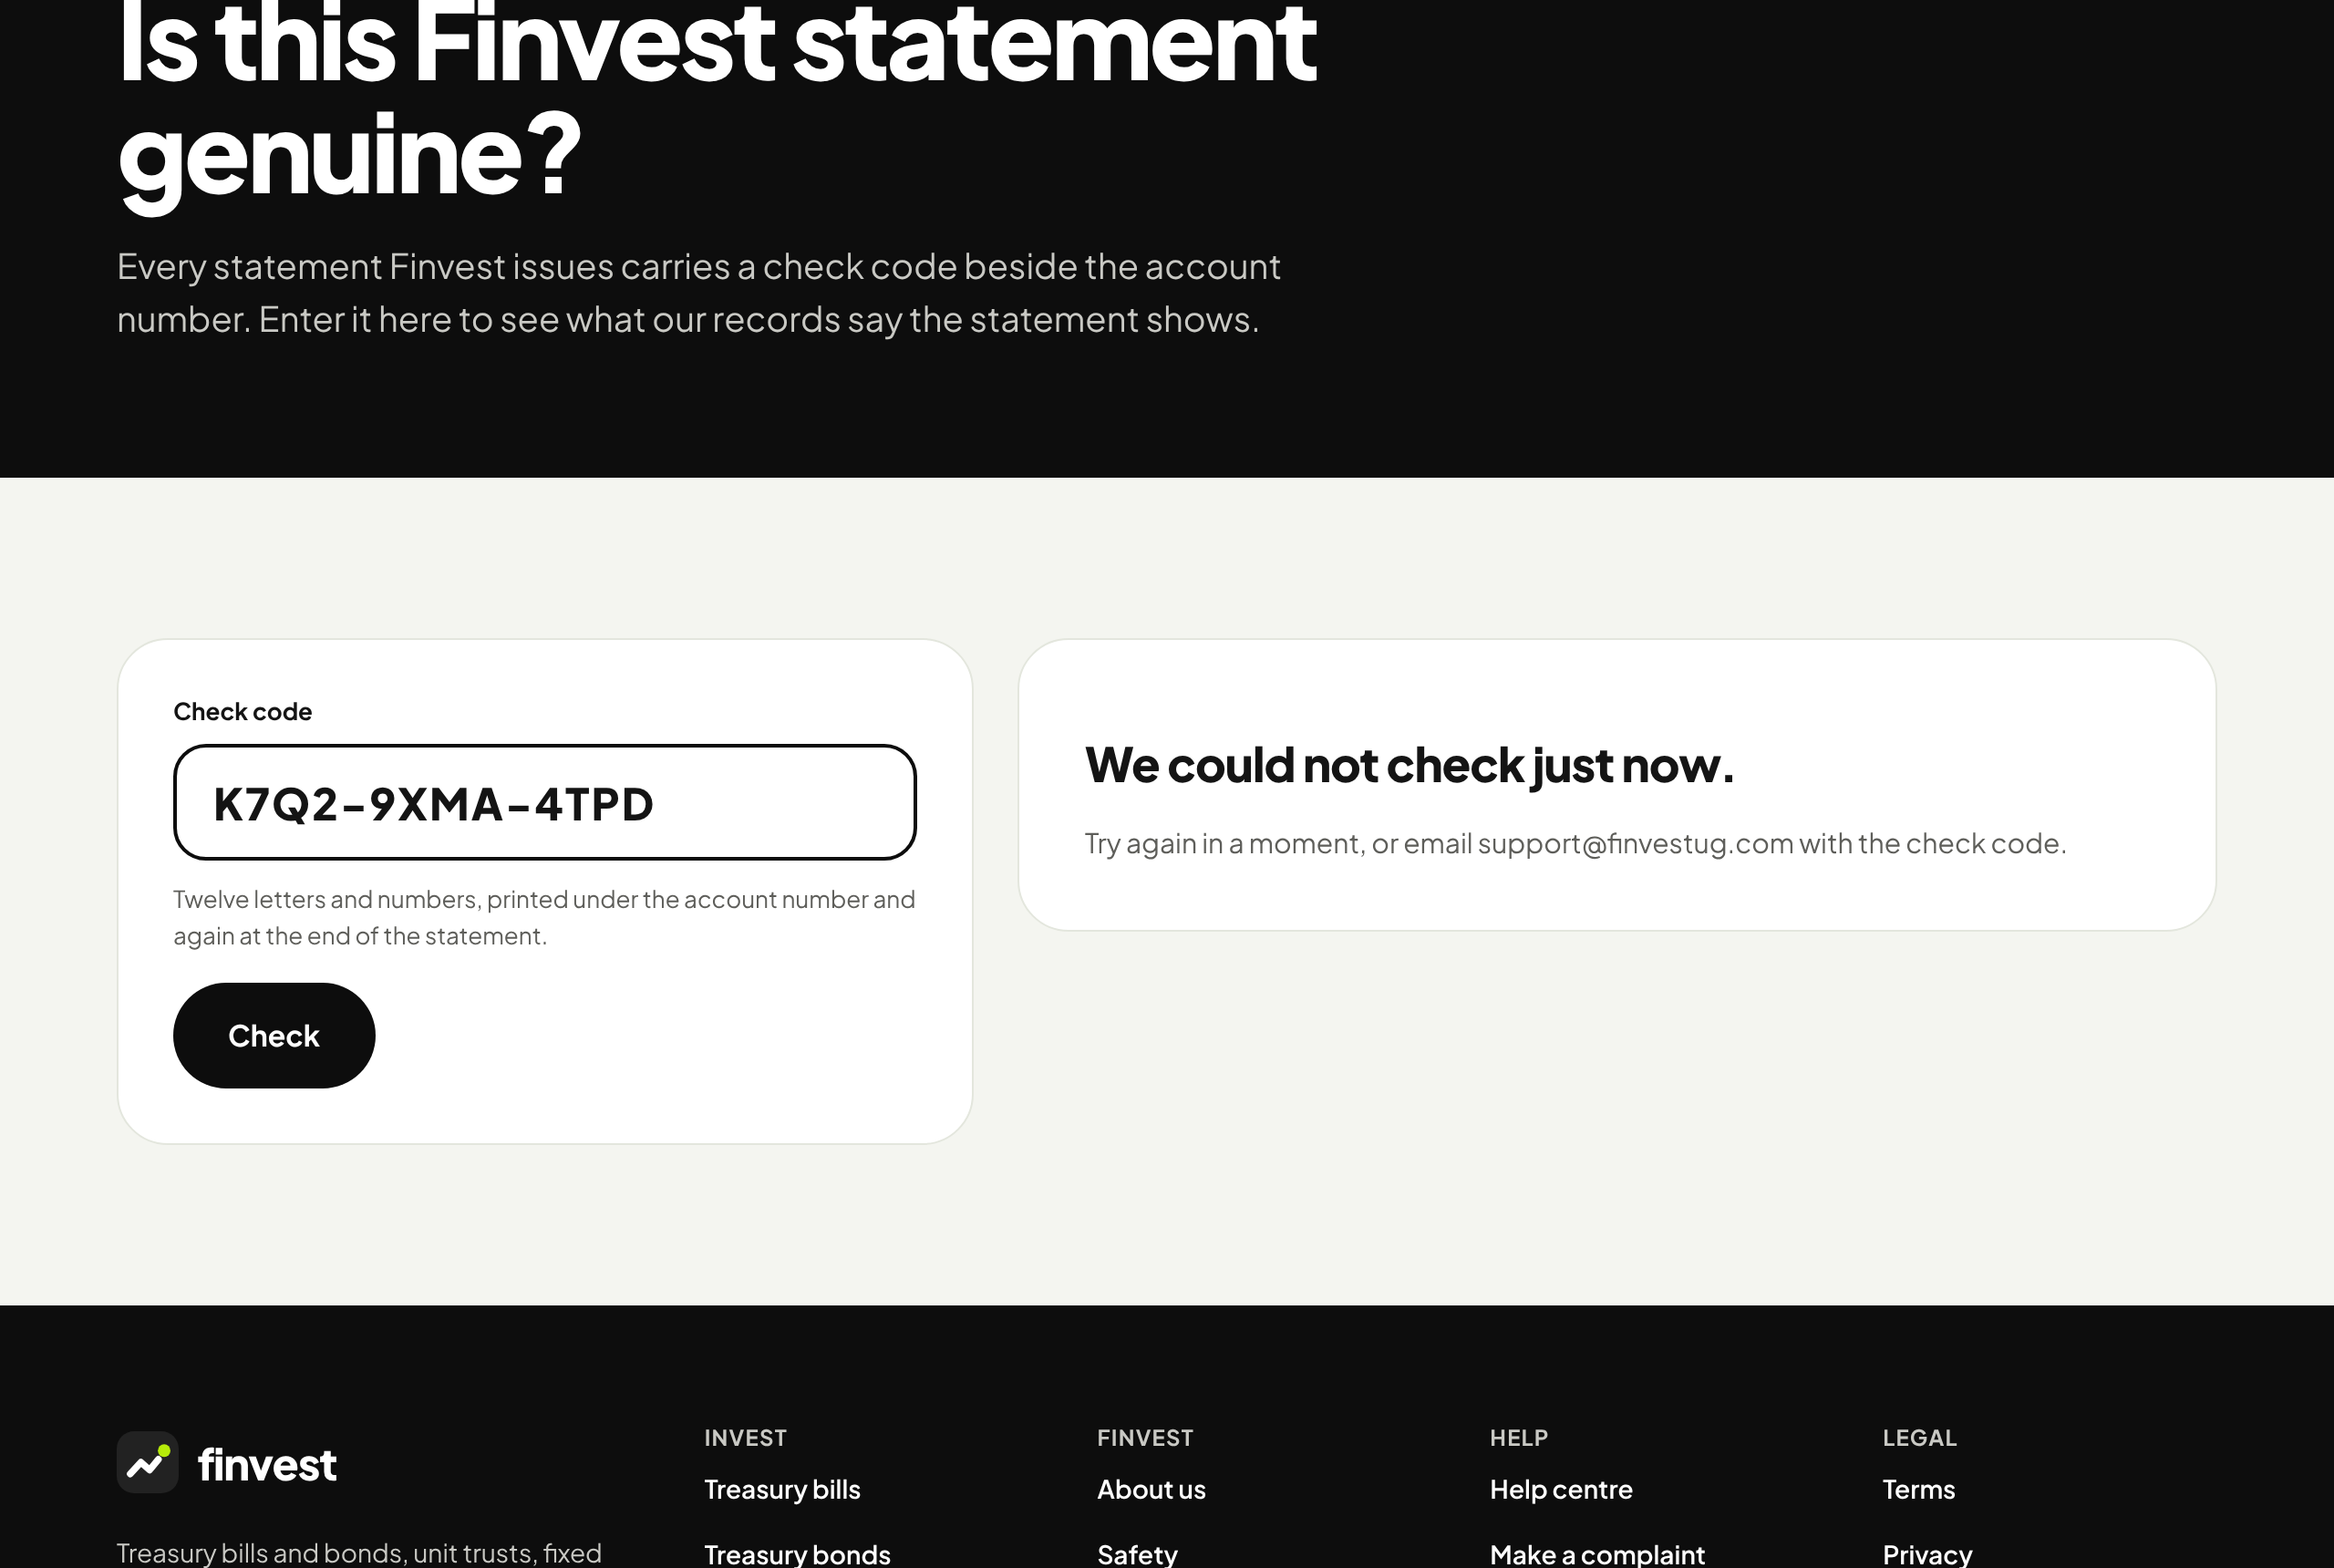 Is this Finvest statement
genuine?
Every statement Finvest issues carries a check code beside the account
number. Enter it here to see what our records say the statement shows.
Check code
K7Q2-9XMA-4TPD
Twelve letters and numbers, printed under the account number and
again at the end of the statement.
Check
We could not check just now.
Try again in a moment, or email support@finvestug.com with the check code.
finvest
Treasury bills and bonds, unit trusts, fixed
INVEST
Treasury bills
Treasury bonds
FINVEST
About us
Safety
HELP
Help centre
Make a complaint
LEGAL
Terms
Privacy